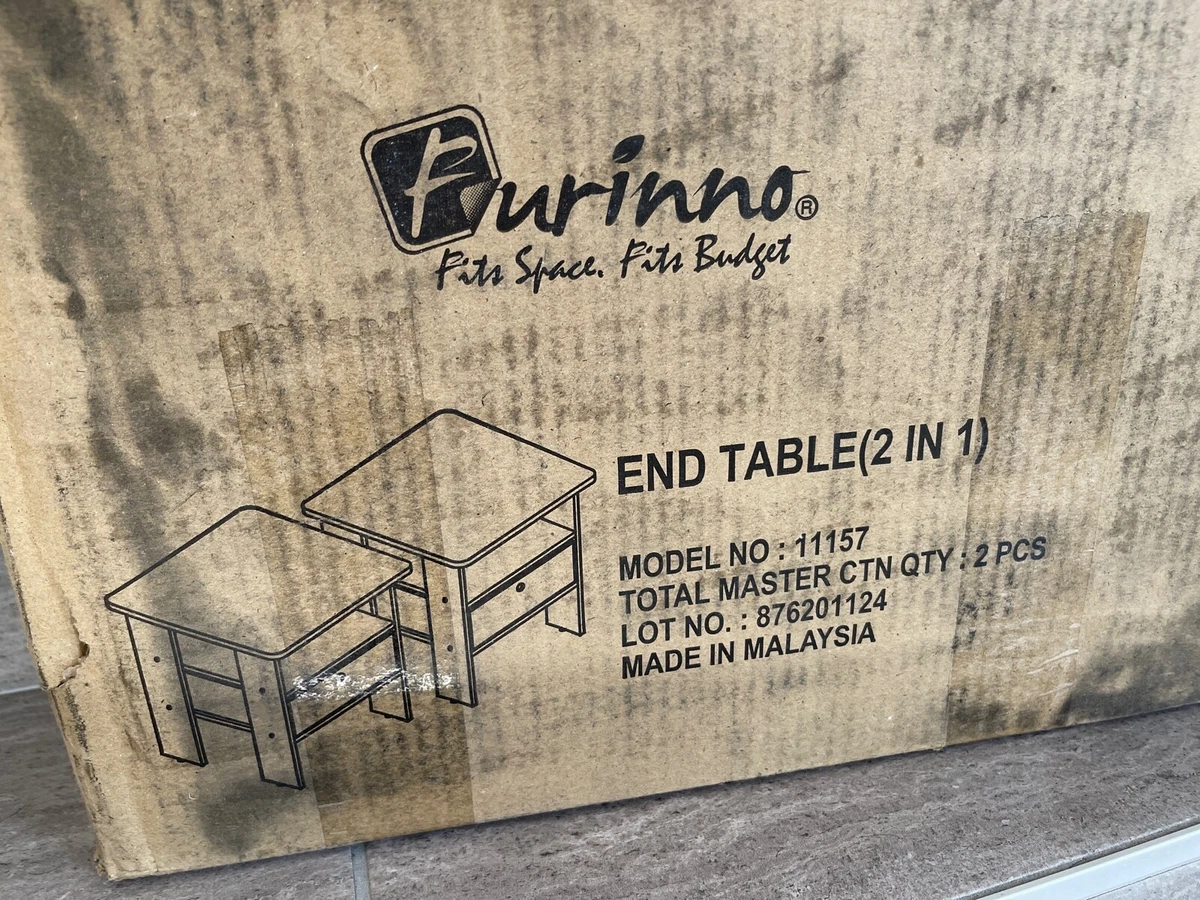 Furinno®
Fits Space. Fits Budget
END TABLE(2 IN 1)
MODEL NO : 11157
TOTAL MASTER CTN QTY : 2 PCS
LOT NO. : 876201124
MADE IN MALAYSIA